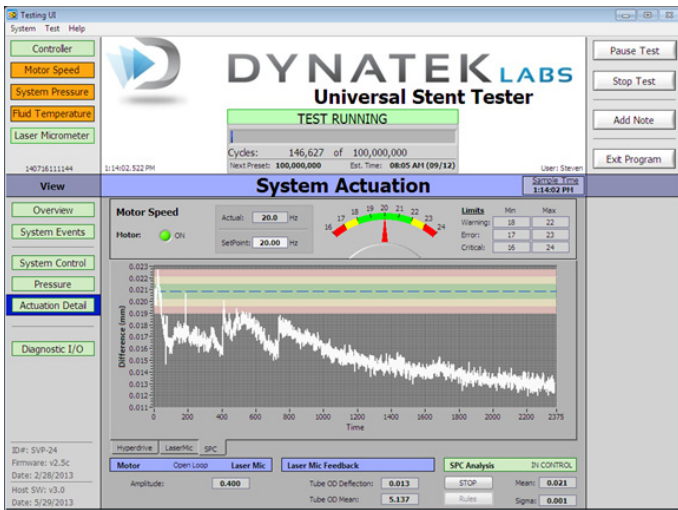 Testing UI
System Test Help
Controller
Motor Speed
System Pressure
Fluid Temperature
Laser Micrometer
140716111144
DYNATEK LABS
Universal Stent Tester
TEST RUNNING
Cycles: 146,627 of 100,000,000
Next Preset: 100,000,000 Est. Time: 08:05 AM (09/12)
1:14:02.522 PM
User: Steven
Pause Test
Stop Test
Add Note
Exit Program
View
System Actuation
Sample Time
1:14:02 PM
Overview
System Events
System Control
Pressure
Actuation Detail
Diagnostic I/O
Motor Speed
Motor: ON
Actual: 20.0 Hz
SetPoint: 20.00 Hz
16 17 18 19 20 21 22 23 24
Limits Min Max
Warning: 18 22
Error: 17 23
Critical: 16 24
Difference (mm)
0.023
0.022
0.021
0.020
0.019
0.018
0.017
0.016
0.015
0.014
0.013
0.012
0.011
0 200 400 600 800 1000 1200 1400 1600 1800 2000 2200 2375
Time
Hyperdrive LaserMic SPC
Motor Open Loop Laser Mic
Amplitude: 0.400
Laser Mic Feedback
Tube OD Deflection: 0.013
Tube OD Mean: 5.137
SPC Analysis IN CONTROL
STOP Mean: 0.021
Rules Sigma: 0.001
ID#: SVP-24
Firmware: v2.5c
Date: 2/28/2013
Host SW: v3.0
Date: 5/29/2013